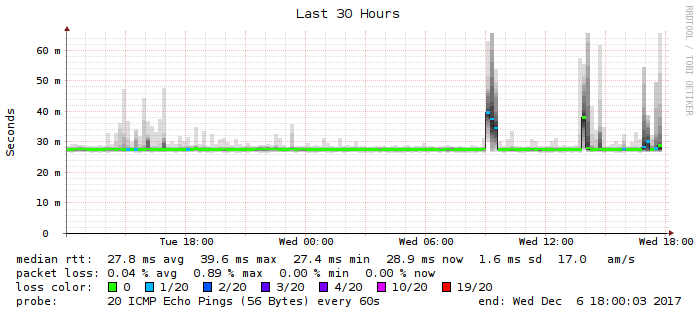 Last 30 Hours
RRDTOOL / TOBI OETIKER
Seconds
60 m
50 m
40 m
30 m
20 m
10 m
0
Tue 18:00 Wed 00:00 Wed 06:00 Wed 12:00 Wed 18:00
median rtt: 27.8 ms avg 39.6 ms max 27.4 ms min 28.9 ms now 1.6 ms sd 17.0 am/s
packet loss: 0.04 % avg 0.89 % max 0.00 % min 0.00 % now
loss color: 0 1/20 2/20 3/20 4/20 10/20 19/20
probe: 20 ICMP Echo Pings (56 Bytes) every 60s end: Wed Dec 6 18:00:03 2017